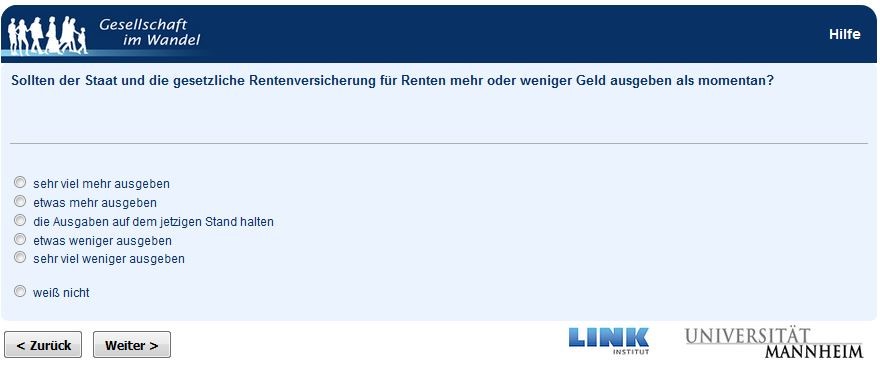 Gesellschaft
im Wandel
Hilfe
Sollten der Staat und die gesetzliche Rentenversicherung für Renten mehr oder weniger Geld ausgeben als momentan?
sehr viel mehr ausgeben
etwas mehr ausgeben
die Ausgaben auf dem jetzigen Stand halten
etwas weniger ausgeben
sehr viel weniger ausgeben
weiß nicht
< Zurück
Weiter >
LINK
INSTITUT
UNIVERSITÄT
MANNHEIM